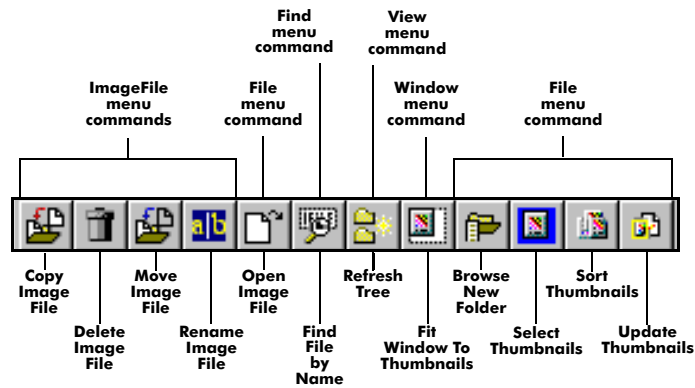 Find
menu
command
View
menu
command
ImageFile
menu
commands
File
menu
command
Window
menu
command
File
menu
command
a|b
Copy
Image
File
Delete
Image
File
Move
Image
File
Rename
Image
File
Open
Image
File
Find
File
by
Name
Refresh
Tree
Fit
Window To
Thumbnails
Browse
New
Folder
Select
Thumbnails
Sort
Thumbnails
Update
Thumbnails